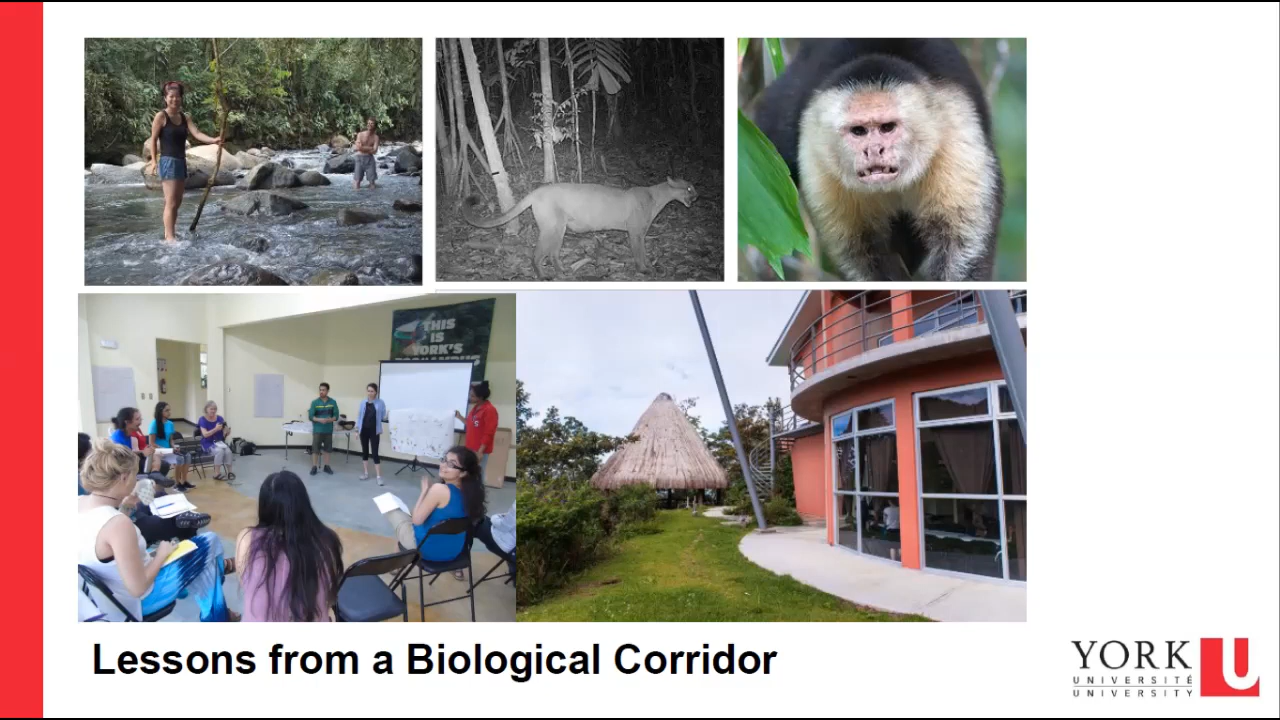 THIS
IS
YORK'S
Lessons from a Biological Corridor
YORK
UNIVERSITÉ
UNIVERSITY
U